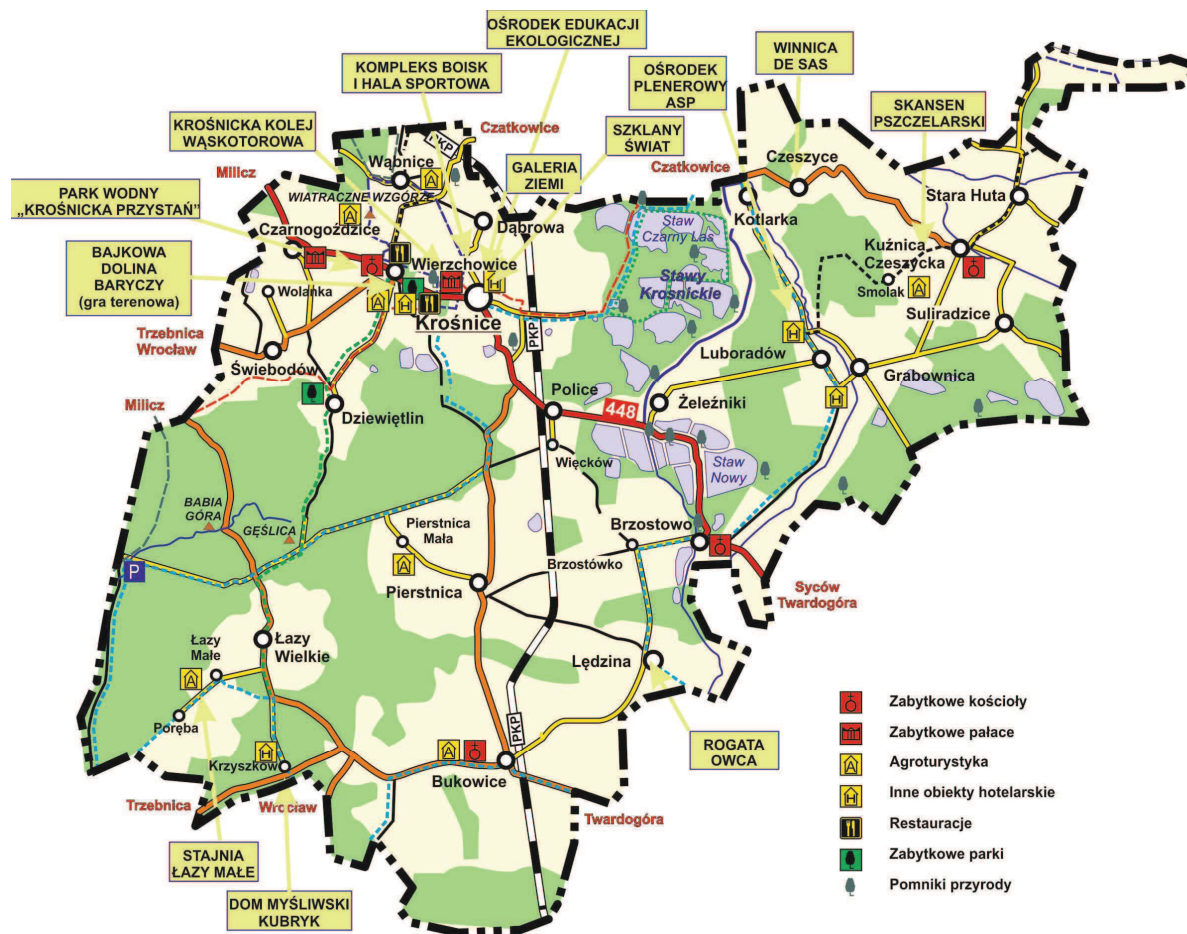 OŚRODEK EDUKACJI
EKOLOGICZNEJ
KOMPLEKS BOISK
I HALA SPORTOWA
OŚRODEK
PLENEROWY
ASP
WINNICA
DE SAS
SKANSEN
PSZCZELARSKI
KROŚNICKA KOLEJ
WĄSKOTOROWA
SZKLANY
ŚWIAT
GALERIA
ZIEMI
PARK WODNY
„KROŚNICKA PRZYSTAŃ”
BAJKOWA
DOLINA
BARYCZY
(gra terenowa)
Czatkowice
PKP
Wąbnice
Milicz
WIATRACZNE WZGÓRZE
Czarnogoździce
Dąbrowa
Wierzchowice
Wolanka
Krośnice
Trzebnica
Wrocław
Świebodów
Milicz
Dziewiętlin
Czatkowice
Czeszyce
Kotlarka
Stara Huta
Staw
Czarny Las
Stawy
Krosnickie
Kuźnica
Czeszycka
Smolak
Suliradzice
PKP
Luboradów
Grabownica
Police
448
Żeleźniki
Więcków
Staw
Nowy
BABIA
GÓRA
GĘŚLICA
Pierstnica
Mała
Brzostowo
Brzostówko
P
Pierstnica
Syców
Twardogóra
Łazy
Małe
Łazy
Wielkie
Lędzina
Poręba
PKP
Krzyszków
Bukowice
Trzebnica
Wrocław
Twardogóra
ROGATA
OWCA
STAJNIA
ŁAZY MAŁE
DOM MYŚLIWSKI
KUBRYK
Zabytkowe kościoły
Zabytkowe pałace
A Agroturystyka
H Inne obiekty hotelarskie
Restauracje
Zabytkowe parki
Pomniki przyrody